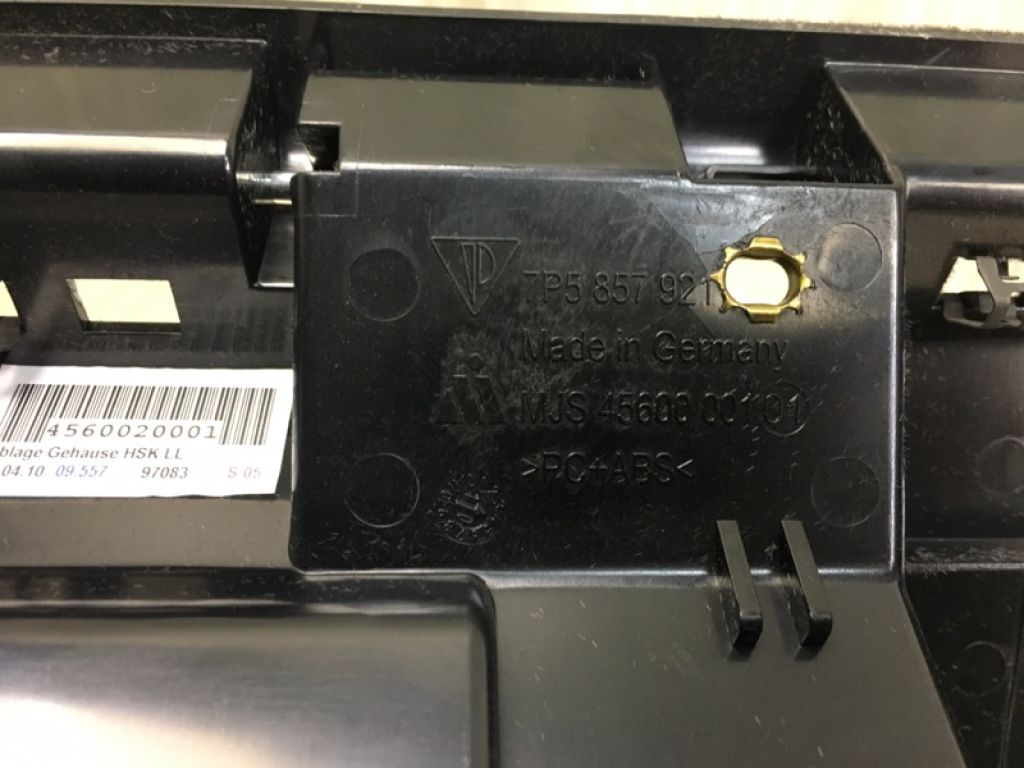 7P5 857 921
Made in Germany
MJS 45600 001 01
>PC+ABS<
4560020001
blage Gehause HSK LL
.04.10 09.557 97083 S 05